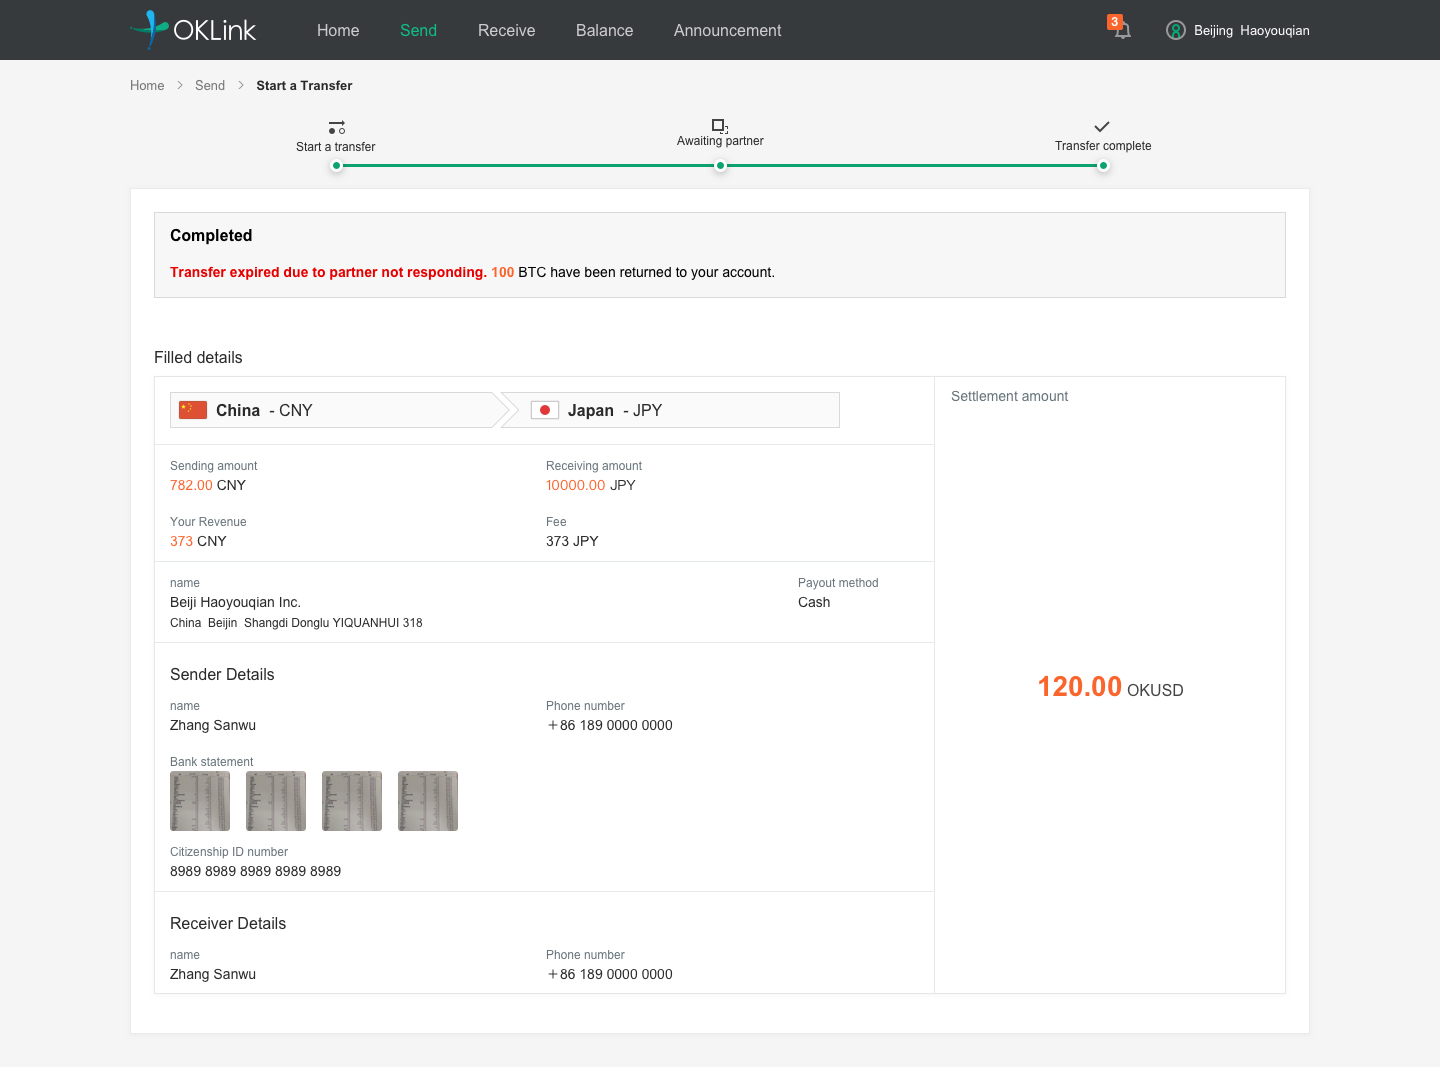 OKLink Home Send Receive Balance Announcement 3 Beijing Haoyouqian
Home Send Start a Transfer
Start a transfer Awaiting partner Transfer complete
Completed
Transfer expired due to partner not responding. 100 BTC have been returned to your account.
Filled details
China - CNY Japan - JPY Settlement amount
Sending amount Receiving amount
782.00 CNY 10000.00 JPY
Your Revenue Fee
373 CNY 373 JPY
name Payout method
Beiji Haoyouqian Inc. Cash
China Beijin Shangdi Donglu YIQUANHUI 318
Sender Details
120.00 OKUSD
name Phone number
Zhang Sanwu +86 189 0000 0000
Bank statement
Citizenship ID number
8989 8989 8989 8989 8989
Receiver Details
name Phone number
Zhang Sanwu +86 189 0000 0000